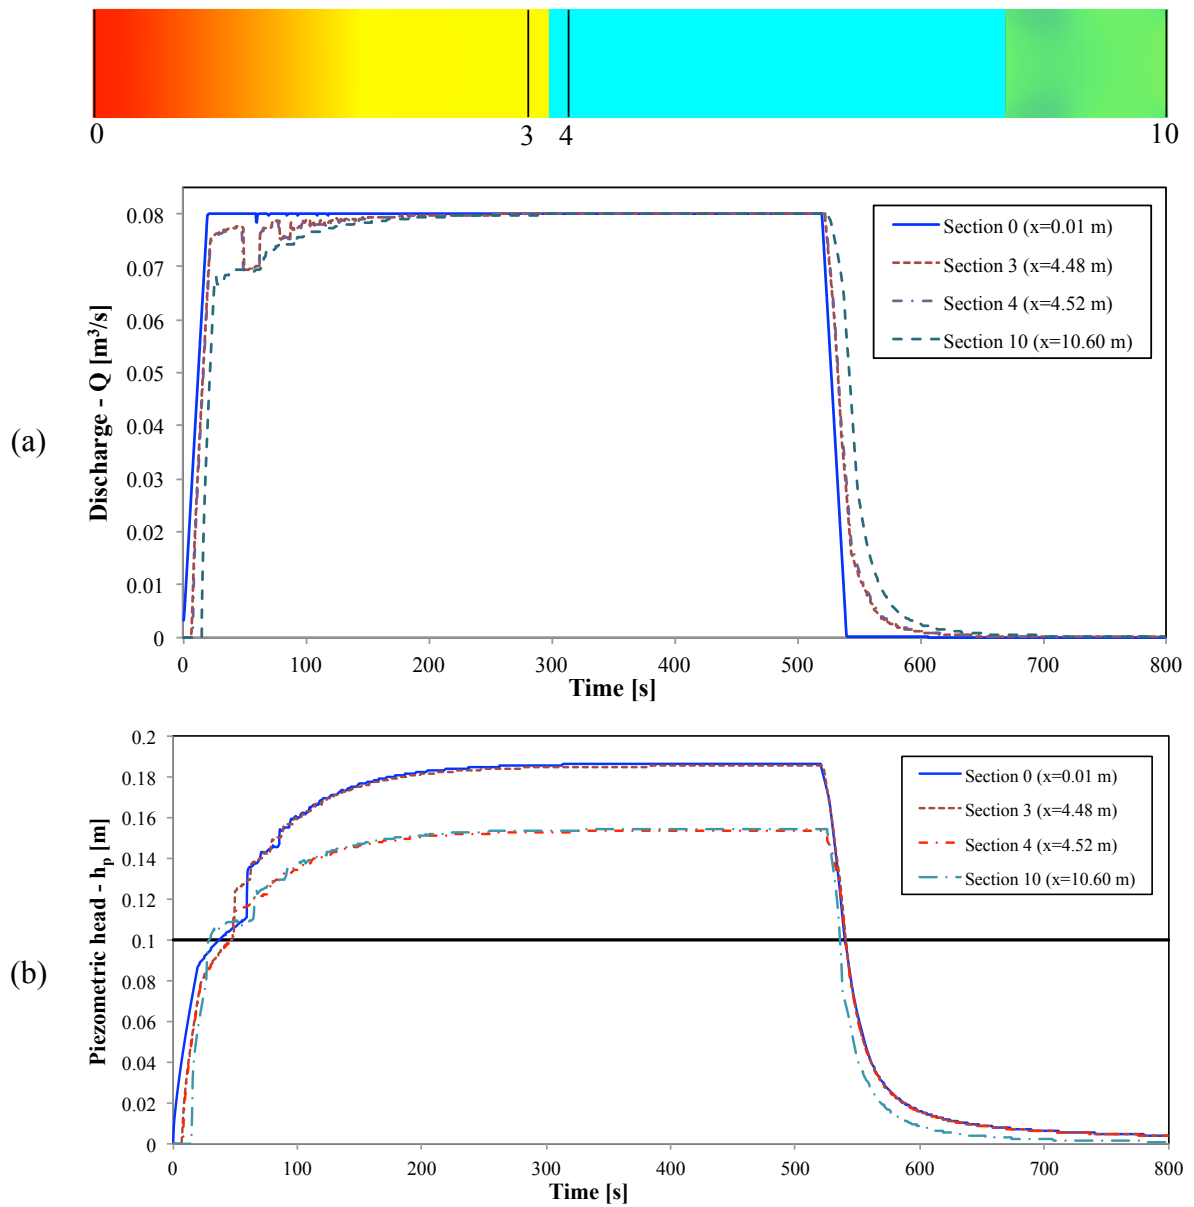 0 3 4 10
(a)
Discharge - Q [m³/s]
0.08
0.07
0.06
0.05
0.04
0.03
0.02
0.01
0
0 100 200 300 400 500 600 700 800
Time [s]
Section 0 (x=0.01 m)
Section 3 (x=4.48 m)
Section 4 (x=4.52 m)
Section 10 (x=10.60 m)
(b)
Piezometric head - hₚ [m]
0.2
0.18
0.16
0.14
0.12
0.1
0.08
0.06
0.04
0.02
0
0 100 200 300 400 500 600 700 800
Time [s]
Section 0 (x=0.01 m)
Section 3 (x=4.48 m)
Section 4 (x=4.52 m)
Section 10 (x=10.60 m)